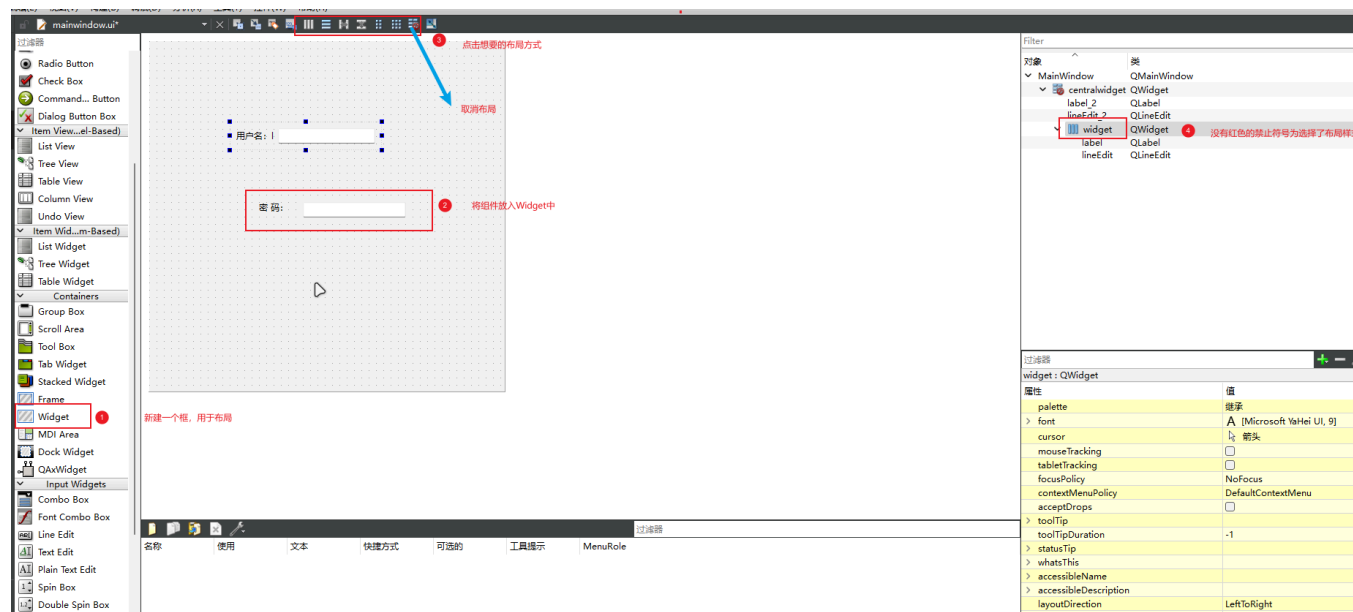 mainwindow.ui*
过滤器
Radio Button
Check Box
Command... Button
Dialog Button Box
Item View...el-Based)
List View
Tree View
Table View
Column View
Undo View
Item Wid...m-Based)
List Widget
Tree Widget
Table Widget
Containers
Group Box
Scroll Area
Tool Box
Tab Widget
Stacked Widget
Frame
Widget
MDI Area
Dock Widget
QAxWidget
Input Widgets
Combo Box
Font Combo Box
Line Edit
Text Edit
Plain Text Edit
Spin Box
Double Spin Box
3 点击想要的布局方式
取消布局
用户名:
密 码:
2 将组件放入Widget中
1 新建一个框，用于布局
过滤器
名称 使用 文本 快捷方式 可选的 工具提示 MenuRole
Filter
对象 类
MainWindow QMainWindow
centralwidget QWidget
label_2 QLabel
lineEdit_2 QLineEdit
widget QWidget 4 没有红色的禁止符号为选择了布局样
label QLabel
lineEdit QLineEdit
过滤器
widget : QWidget
属性 值
palette 继承
font A [Microsoft YaHei UI, 9]
cursor 箭头
mouseTracking
tabletTracking
focusPolicy NoFocus
contextMenuPolicy DefaultContextMenu
acceptDrops
toolTip
toolTipDuration -1
statusTip
whatsThis
accessibleName
accessibleDescription
layoutDirection LeftToRight